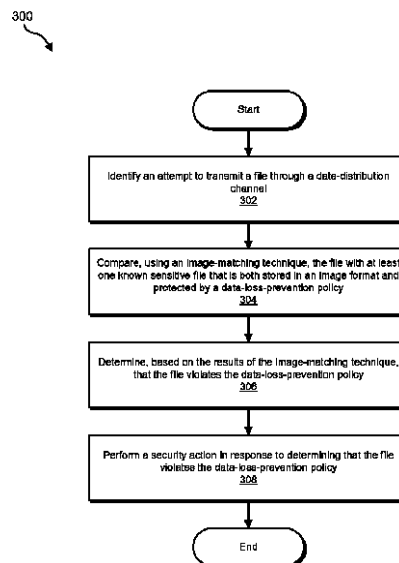 300
Start
Identify an attempt to transmit a file through a data-distribution
channel
302
Compare, using an image-matching technique, the file with at least
one known sensitive file that is both stored in an image format and
protected by a data-loss-prevention policy
304
Determine, based on the results of the image-matching technique,
that the file violates the data-loss-prevention policy
306
Perform a security action in response to determining that the file
violates the data-loss-prevention policy
308
End